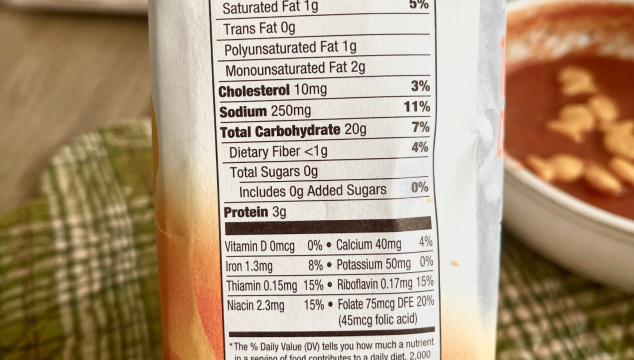 Saturated Fat 1g 5%
Trans Fat 0g
Polyunsaturated Fat 1g
Monounsaturated Fat 2g
Cholesterol 10mg 3%
Sodium 250mg 11%
Total Carbohydrate 20g 7%
Dietary Fiber <1g 4%
Total Sugars 0g
Includes 0g Added Sugars 0%
Protein 3g
Vitamin D 0mcg 0% • Calcium 40mg 4%
Iron 1.3mg 8% • Potassium 50mg 0%
Thiamin 0.15mg 15% • Riboflavin 0.17mg 15%
Niacin 2.3mg 15% • Folate 75mcg DFE 20%
(45mcg folic acid)
*The % Daily Value (DV) tells you how much a nutrient
in a serving of food contributes to a daily diet. 2,000